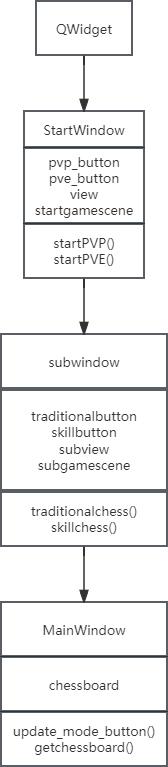 QWidget
StartWindow
pvp_button
pve_button
view
startgamescene
startPVP()
startPVE()
subwindow
traditionalbutton
skillbutton
subview
subgamescene
traditionalchess()
skillchess()
MainWindow
chessboard
update_mode_button()
getchessboard()